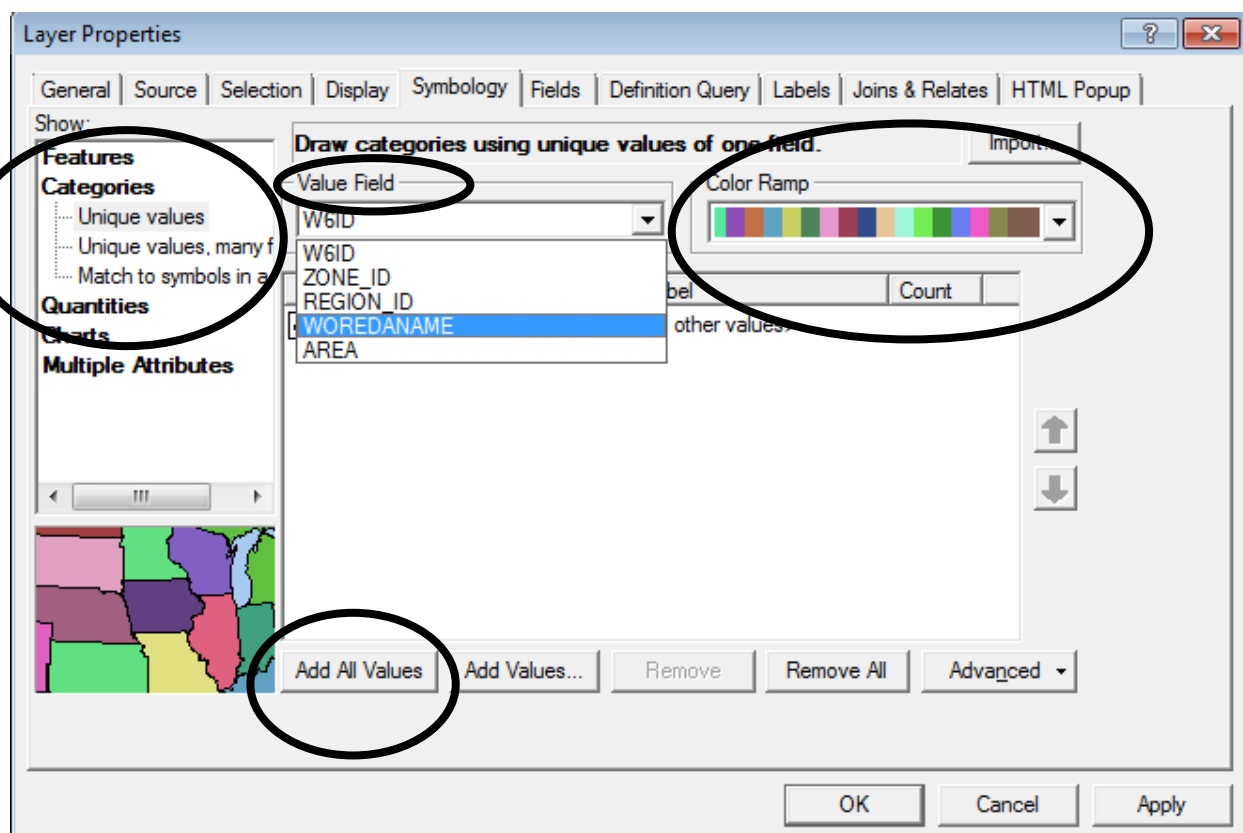 Layer Properties
General Source Selection Display Symbology Fields Definition Query Labels Joins & Relates HTML Popup
Show:
Features
Categories
Unique values
Unique values, many f
Match to symbols in a
Quantities
Charts
Multiple Attributes
Draw categories using unique values of one field.
Import...
Value Field
W6ID
W6ID
ZONE_ID
REGION_ID
WOREDANAME
AREA
Color Ramp
bel Count
other values>
Add All Values Add Values... Remove Remove All Advanced
OK Cancel Apply